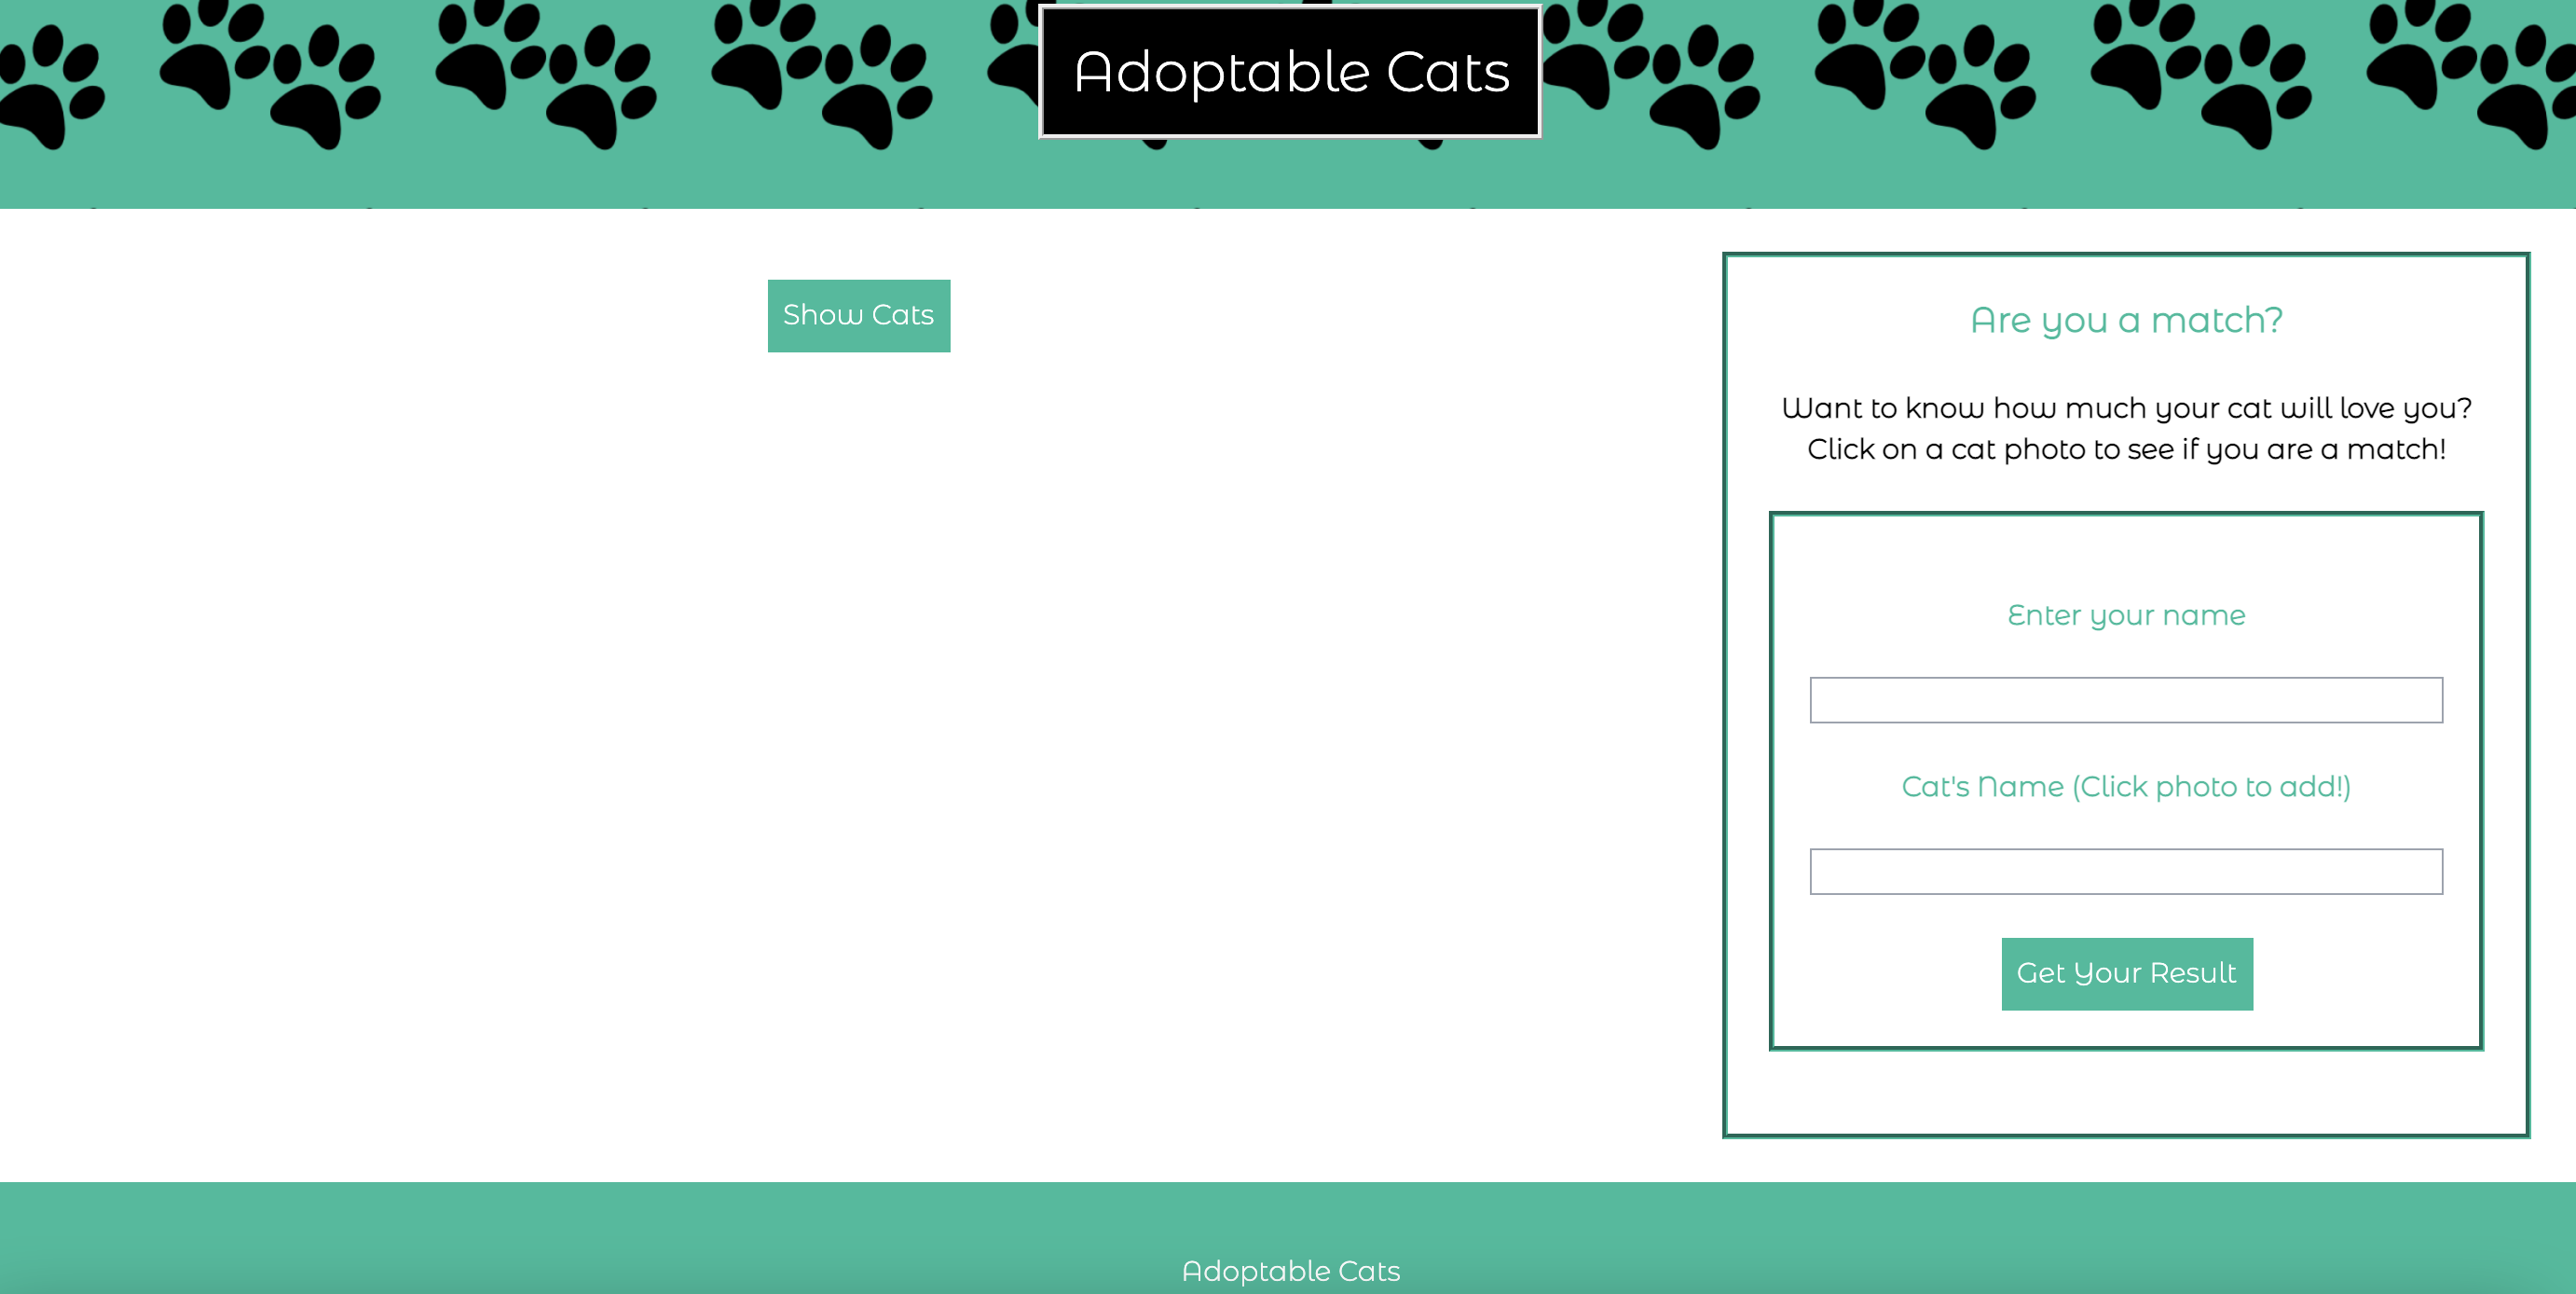 Adoptable Cats
Show Cats
Are you a match?
Want to know how much your cat will love you?
Click on a cat photo to see if you are a match!
Enter your name
Cat's Name (Click photo to add!)
Get Your Result
Adoptable Cats